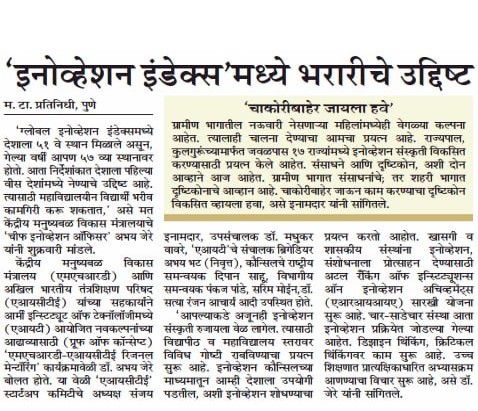 ‘इनोव्हेशन इंडेक्स’मध्ये भरारीचे उद्दिष्ट
म. टा. प्रतिनिधी, पुणे
‘ग्लोबल इनोव्हेशन इंडेक्समध्ये
देशाला ५१ वे स्थान मिळाले असून,
गेल्या वर्षी आपण ५७ व्या स्थानावर
होतो. आता निर्देशांकात देशाला पहिल्या
वीस देशांमध्ये नेण्याचे उद्दिष्ट आहे.
त्यासाठी महाविद्यालयीन विद्यार्थी भरीव
कामगिरी करू शकतात,’ असे मत
केंद्रीय मनुष्यबळ विकास मंत्रालयाचे
‘चीफ इनोव्हेशन ऑफिसर’ अभय जेरे
यांनी शुक्रवारी मांडले.
केंद्रीय मनुष्यबळ विकास
मंत्रालय (एमएचआरडी) आणि
अखिल भारतीय तंत्रशिक्षण परिषद
(एआयसीटीई) यांच्या सहकार्याने
आर्मी इन्स्टिट्यूट ऑफ टेक्नॉलॉजीमध्ये
(एआयटी) आयोजित नवकल्पनांच्या
आढाव्यासाठी (प्रूफ ऑफ कॉन्सेप्ट)
‘एमएचआरडी-एआयसीटीई रिजनल
मेन्टॉरिंग’ कार्यक्रमावेळी डॉ. अभय जेरे
बोलत होते. या वेळी ‘एआयसीटीई’
स्टार्टअप कमिटीचे अध्यक्ष संजय
‘चाकोरीबाहेर जायला हवे’
ग्रामीण भागातील नऊवारी नेसणाऱ्या महिलांमध्येही वेगळ्या कल्पना
आहेत. त्यालाही चालना देण्याचा आमचा प्रयत्न आहे. राज्यपाल,
कुलगुरूंच्यामार्फत जवळपास १७ राज्यांमध्ये इनोव्हेशन संस्कृती विकसित
करण्यासाठी प्रयत्न केले आहेत. संसाधने आणि दृष्टिकोन, अशी दोन
आव्हाने आज आहेत. ग्रामीण भागात संसाधनांचे; तर शहरी भागात
दृष्टिकोनाचे आव्हान आहे. चाकोरीबाहेर जाऊन काम करण्याचा दृष्टिकोन
विकसित व्हायला हवा, असे इनामदार यांनी सांगितले.
इनामदार, उपसंचालक डॉ. मधुकर
वावरे, ‘एआयटी’चे संचालक ब्रिगेडियर
अभय भट (निवृत्त), कौन्सिलचे राष्ट्रीय
समन्वयक दिपान साहू, विभागीय
समन्वयक पंकज पांडे, सरिम मोईन, डॉ.
सत्या रंजन आचार्य आदी उपस्थित होते.
‘आपल्याकडे अजूनही इनोव्हेशन
संस्कृती रुजायला वेळ लागेल. त्यासाठी
विद्यापीठ व महाविद्यालय स्तरावर
विविध गोष्टी राबविण्याचा प्रयत्न
सुरू आहे. इनोव्हेशन कौन्सिलच्या
माध्यमातून आम्ही देशाला उपयोगी
पडतील, अशी इनोव्हेशन शोधण्याचा
प्रयत्न करतो आहोत. खासगी व
शासकीय संस्थांना इनोव्हेशन,
संशोधनाला प्रोत्साहन देण्यासाठी
अटल रँकिंग ऑफ इन्स्टिट्यूशन्स
ऑन इनोव्हेशन अचिव्हमेंट्स
(एआरआयआयए) सारखी योजना
सुरू आहे. चार-साडेचार संस्था आता
इनोव्हेशन प्रक्रियेत जोडल्या गेल्या
आहेत. डिझाइन थिंकिंग, क्रिटिकल
थिंकिंगवर काम सुरू आहे. उच्च
शिक्षणात प्रात्यक्षिकाधारित अभ्यासक्रम
आणण्याचा विचार सुरू आहे, असे डॉ.
जेरे यांनी सांगितले.